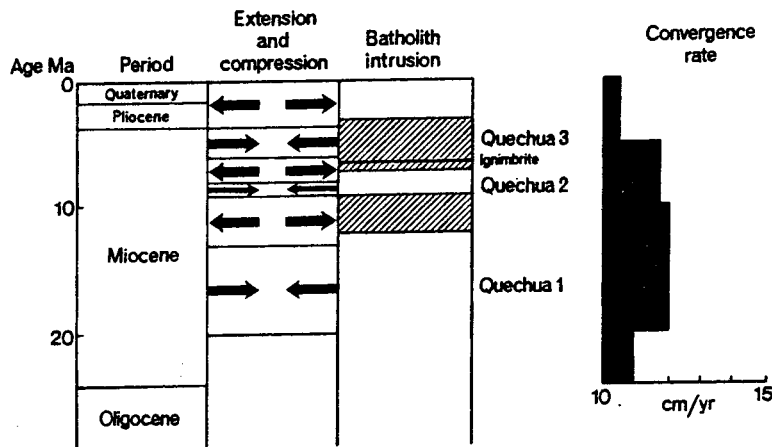 Extension
and
compression
Batholith
intrusion
Convergence
rate
Age Ma
Period
0
Quaternary
Pliocene
Quechua 3
Ignimbrite
Quechua 2
10
Miocene
Quechua 1
20
Oligocene
10
15
cm/yr